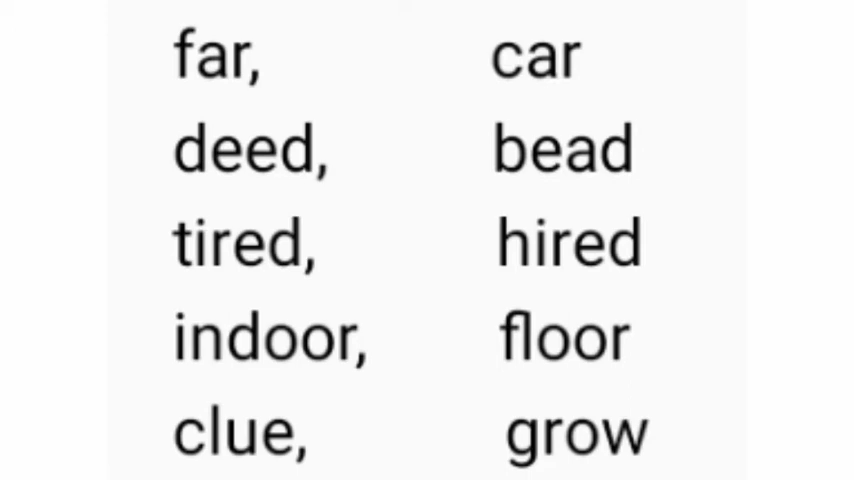 far, car
deed, bead
tired, hired
indoor, floor
clue, grow